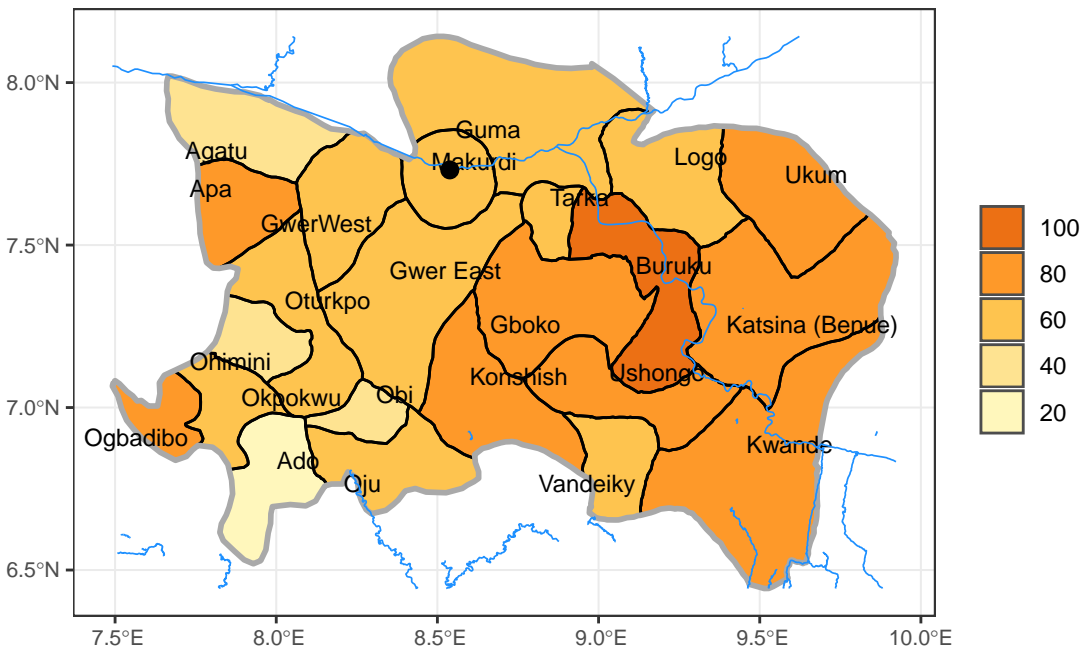 8.0°N
7.5°N
7.0°N
6.5°N
7.5°E
8.0°E
8.5°E
9.0°E
9.5°E
10.0°E
Guma
Agatu
Makurdi
Logo
Apa
Ukum
Tarka
GwerWest
Gwer East
Buruku
Oturkpo
Gboko
Katsina (Benue)
Ohimini
Konshish
Ushongo
Okpokwu
Obi
Ogbadibo
Kwande
Ado
Oju
Vandeiky
100
80
60
40
20